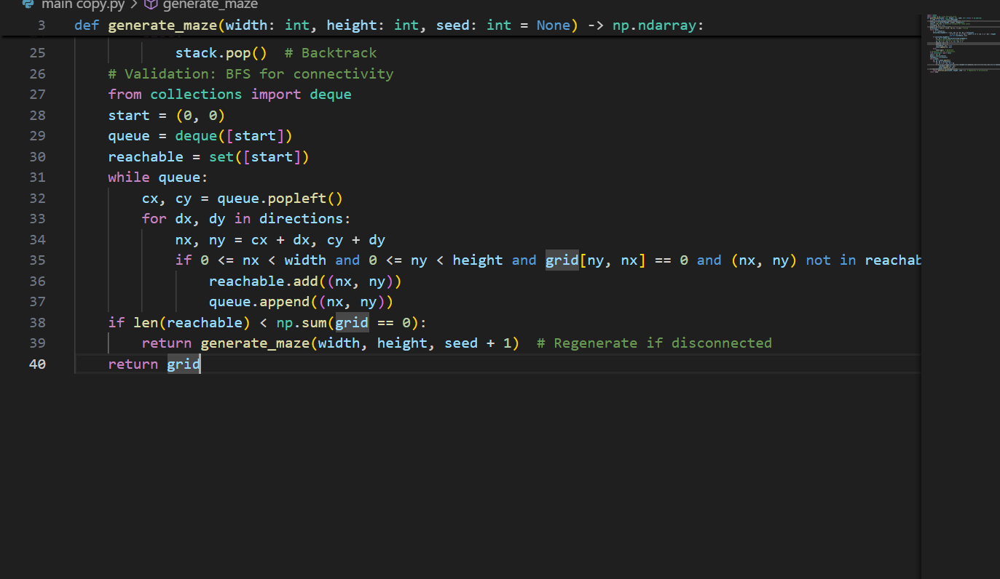 main copy.py > generate_maze
3 def generate_maze(width: int, height: int, seed: int = None) -> np.ndarray:
25 stack.pop()  # Backtrack
26 # Validation: BFS for connectivity
27 from collections import deque
28 start = (0, 0)
29 queue = deque([start])
30 reachable = set([start])
31 while queue:
32 cx, cy = queue.popleft()
33 for dx, dy in directions:
34 nx, ny = cx + dx, cy + dy
35 if 0 <= nx < width and 0 <= ny < height and grid[ny, nx] == 0 and (nx, ny) not in reachab
36 reachable.add((nx, ny))
37 queue.append((nx, ny))
38 if len(reachable) < np.sum(grid == 0):
39 return generate_maze(width, height, seed + 1)  # Regenerate if disconnected
40 return grid